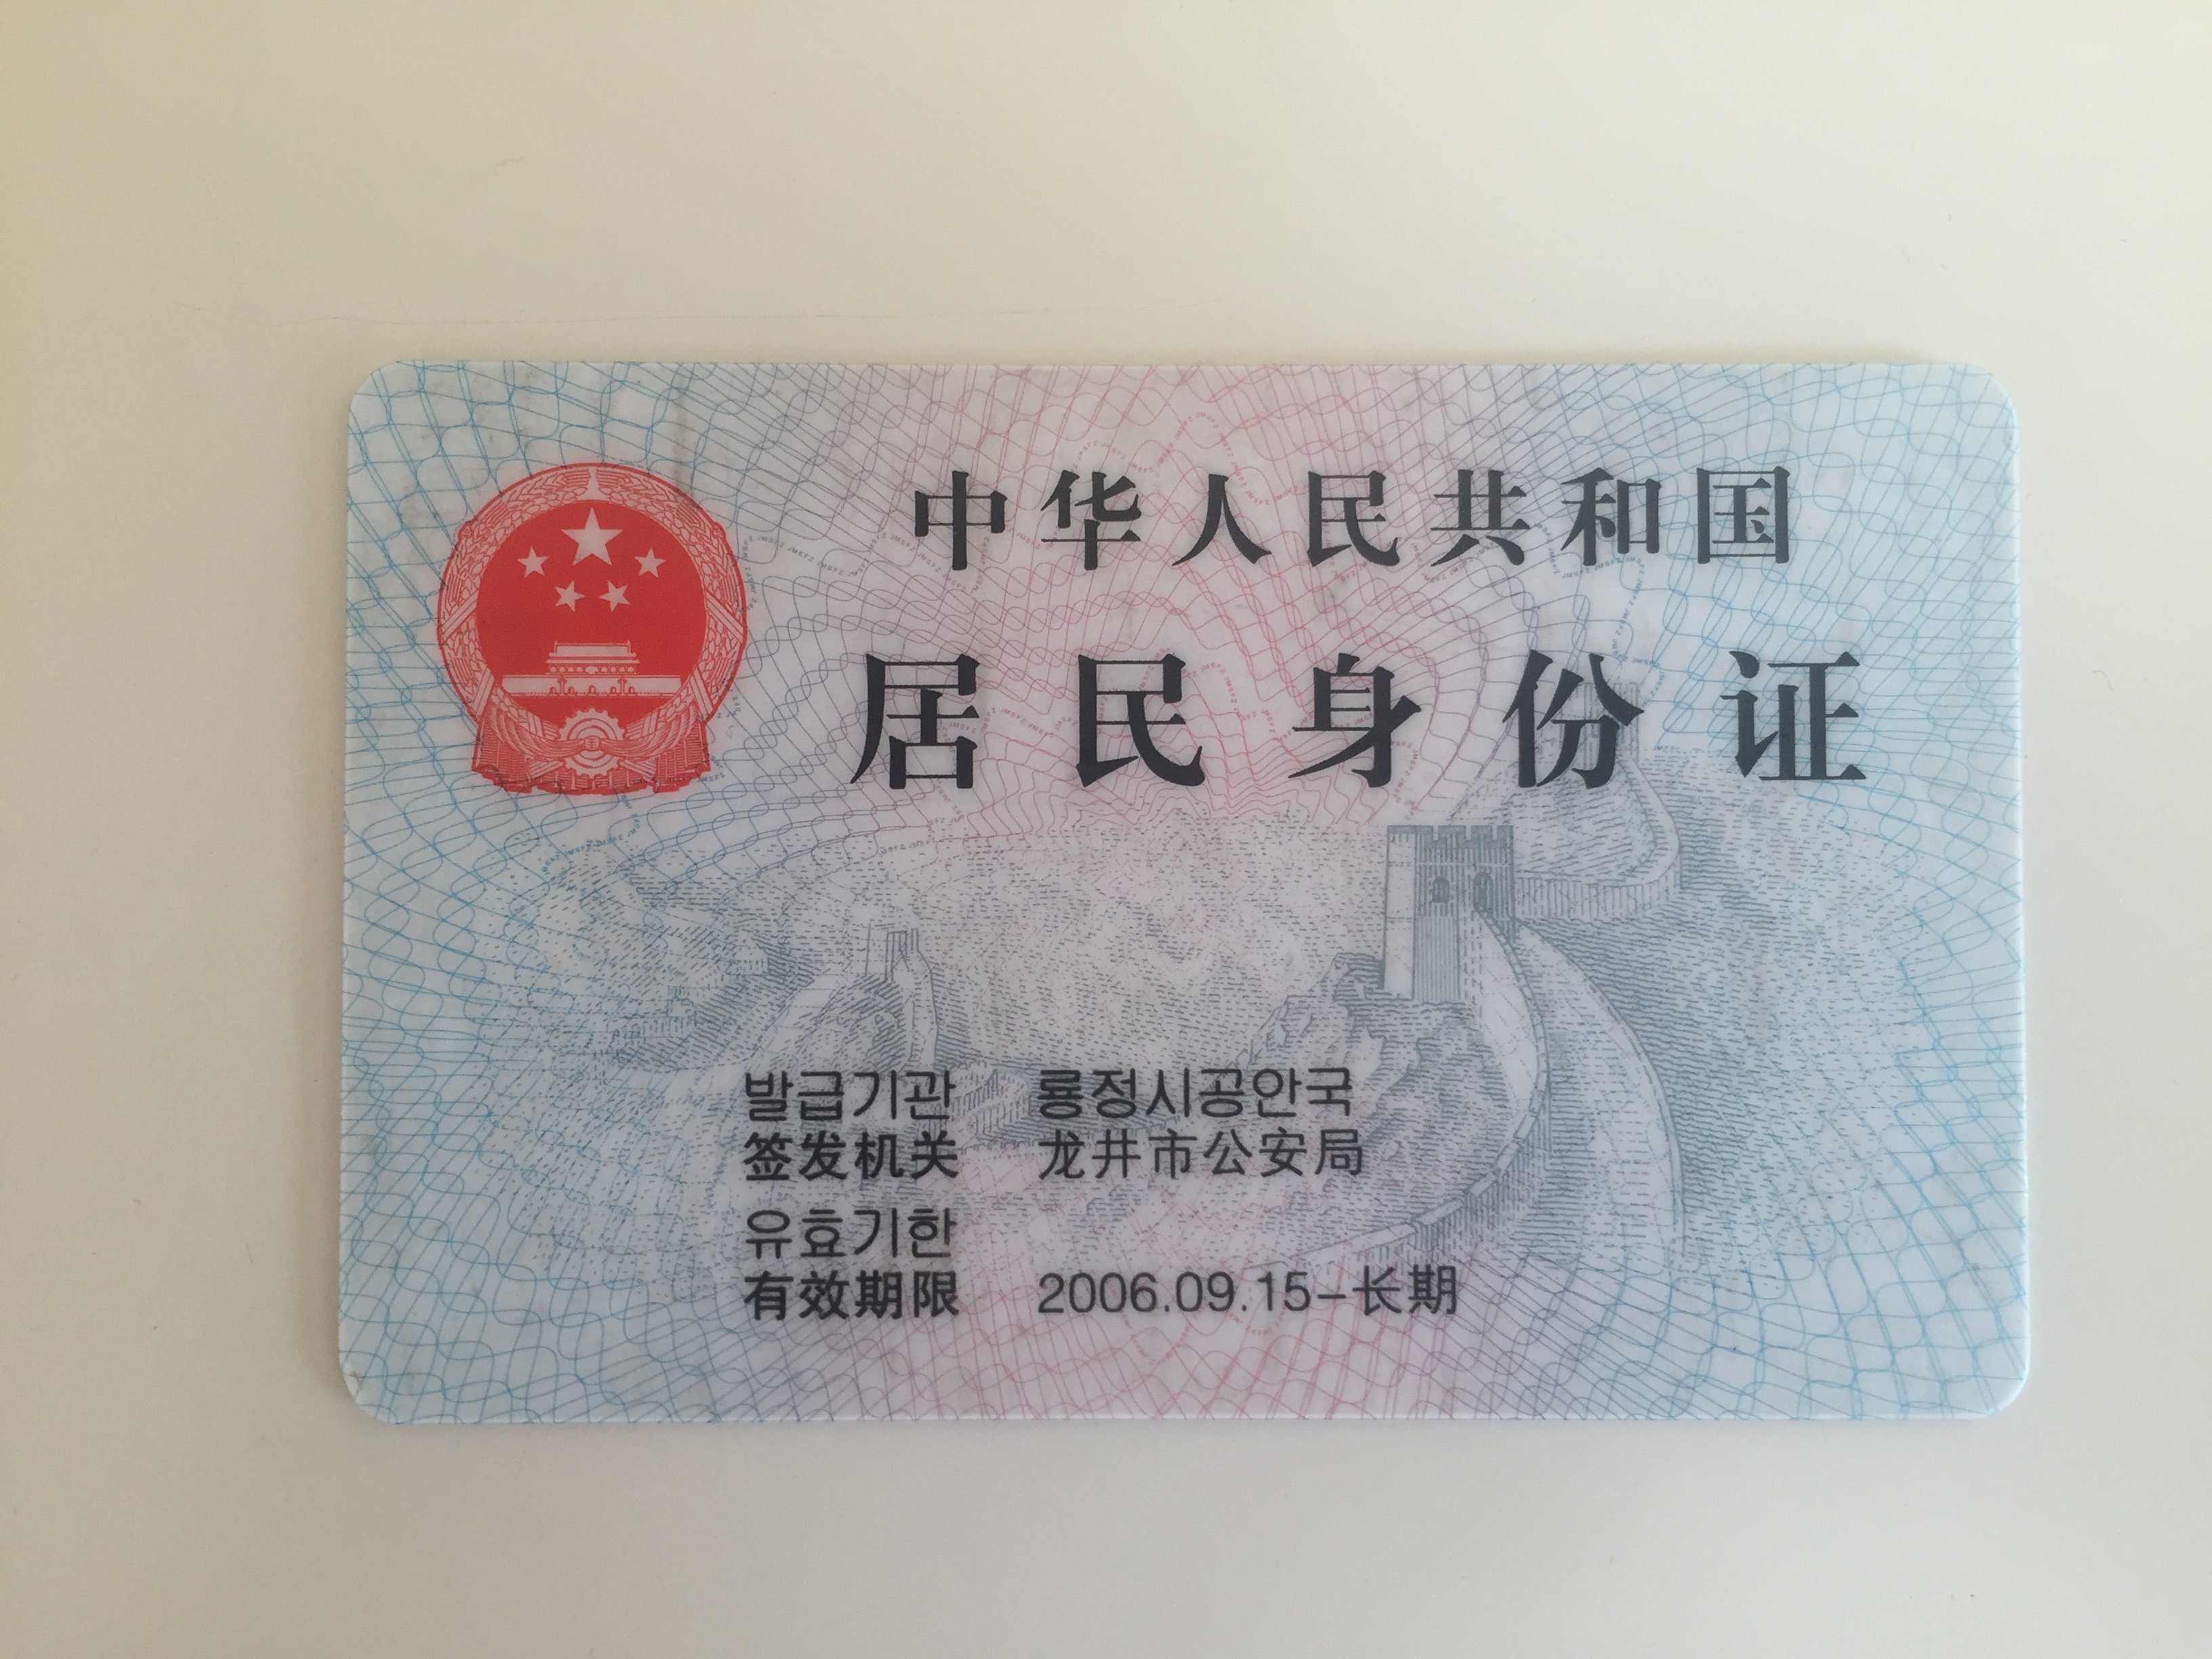 中华人民共和国
居民身份证
발급기관 룡정시공안국
签发机关 龙井市公安局
유효기한
有效期限 2006.09.15-长期